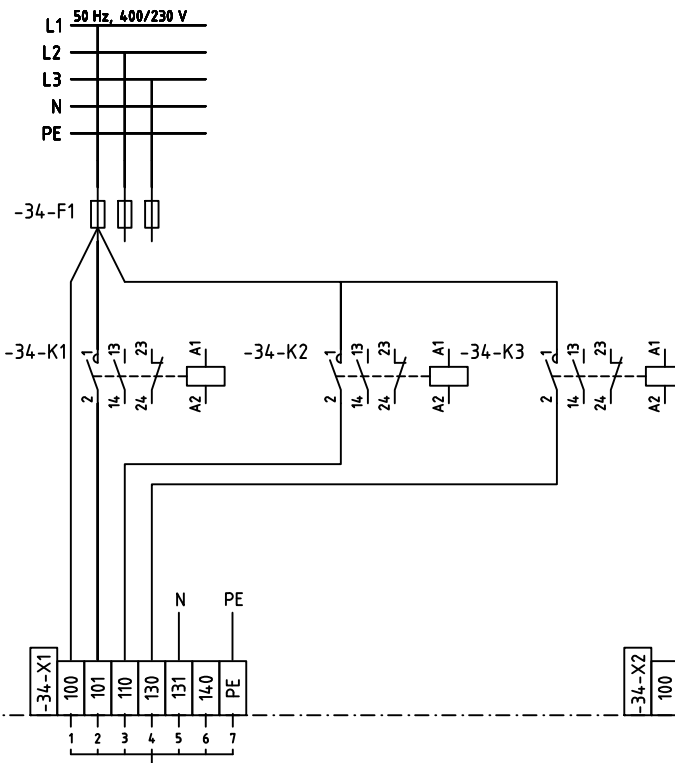 50 Hz, 400/230 V
L1
L2
L3
N
PE
-34-F1
-34-K1 1 13 23 A1 -34-K2 1 13 23 A1 -34-K3 1 13 23 A1
2 14 24 A2 2 14 24 A2 2 14 24 A2
N PE
-34-X1 100 101 110 130 131 140 PE -34-X2 100
1 2 3 4 5 6 7